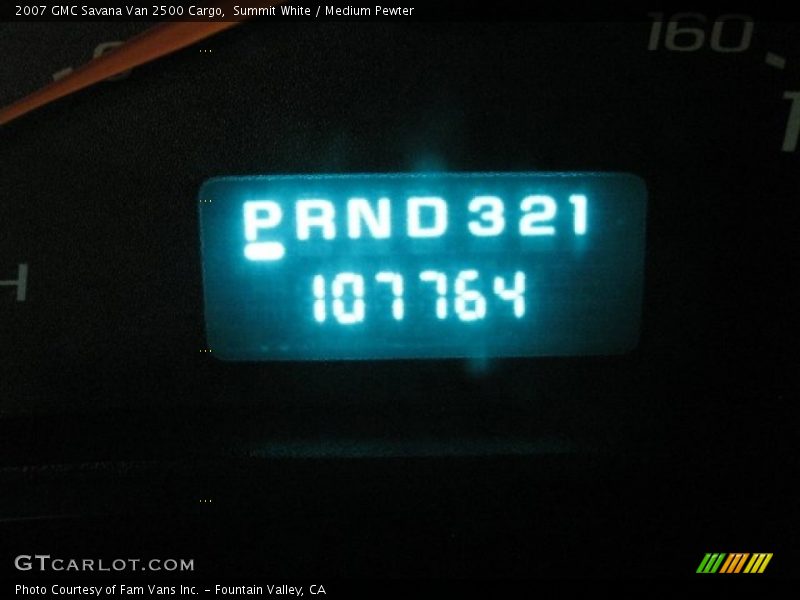 2007 GMC Savana Van 2500 Cargo,  Summit White / Medium Pewter
160
H
PRND321
107764
GTCARLOT.COM
Photo Courtesy of Fam Vans Inc. - Fountain Valley, CA